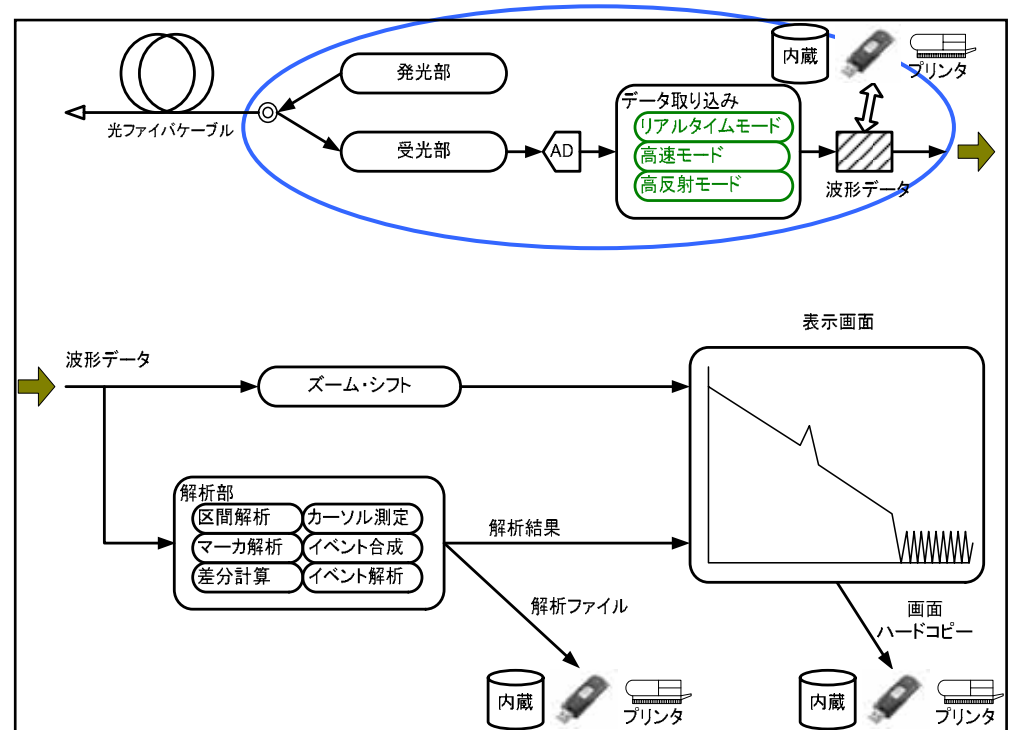 内蔵
プリンタ
発光部
光ファイバケーブル
受光部
AD
データ取り込み
リアルタイムモード
高速モード
高反射モード
波形データ
表示画面
波形データ
ズーム・シフト
解析部
区間解析
カーソル測定
マーカ解析
イベント合成
差分計算
イベント解析
解析結果
解析ファイル
画面
ハードコピー
内蔵
プリンタ
内蔵
プリンタ